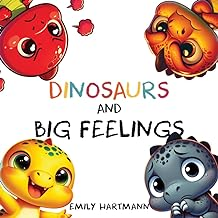 DINOSAURS
AND
BIG FEELINGS
EMILY HARTMANN